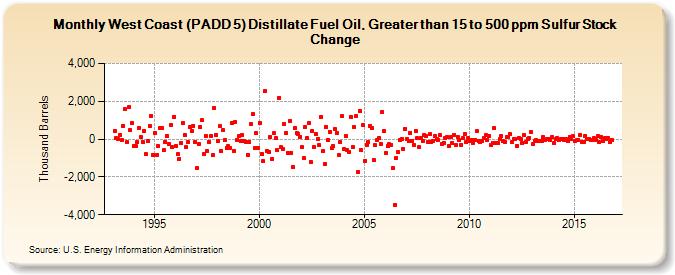 Monthly West Coast (PADD 5) Distillate Fuel Oil, Greater than 15 to 500 ppm Sulfur Stock
Change
Thousand Barrels
4,000
2,000
0
-2,000
-4,000
1995
2000
2005
2010
2015
Source: U.S. Energy Information Administration